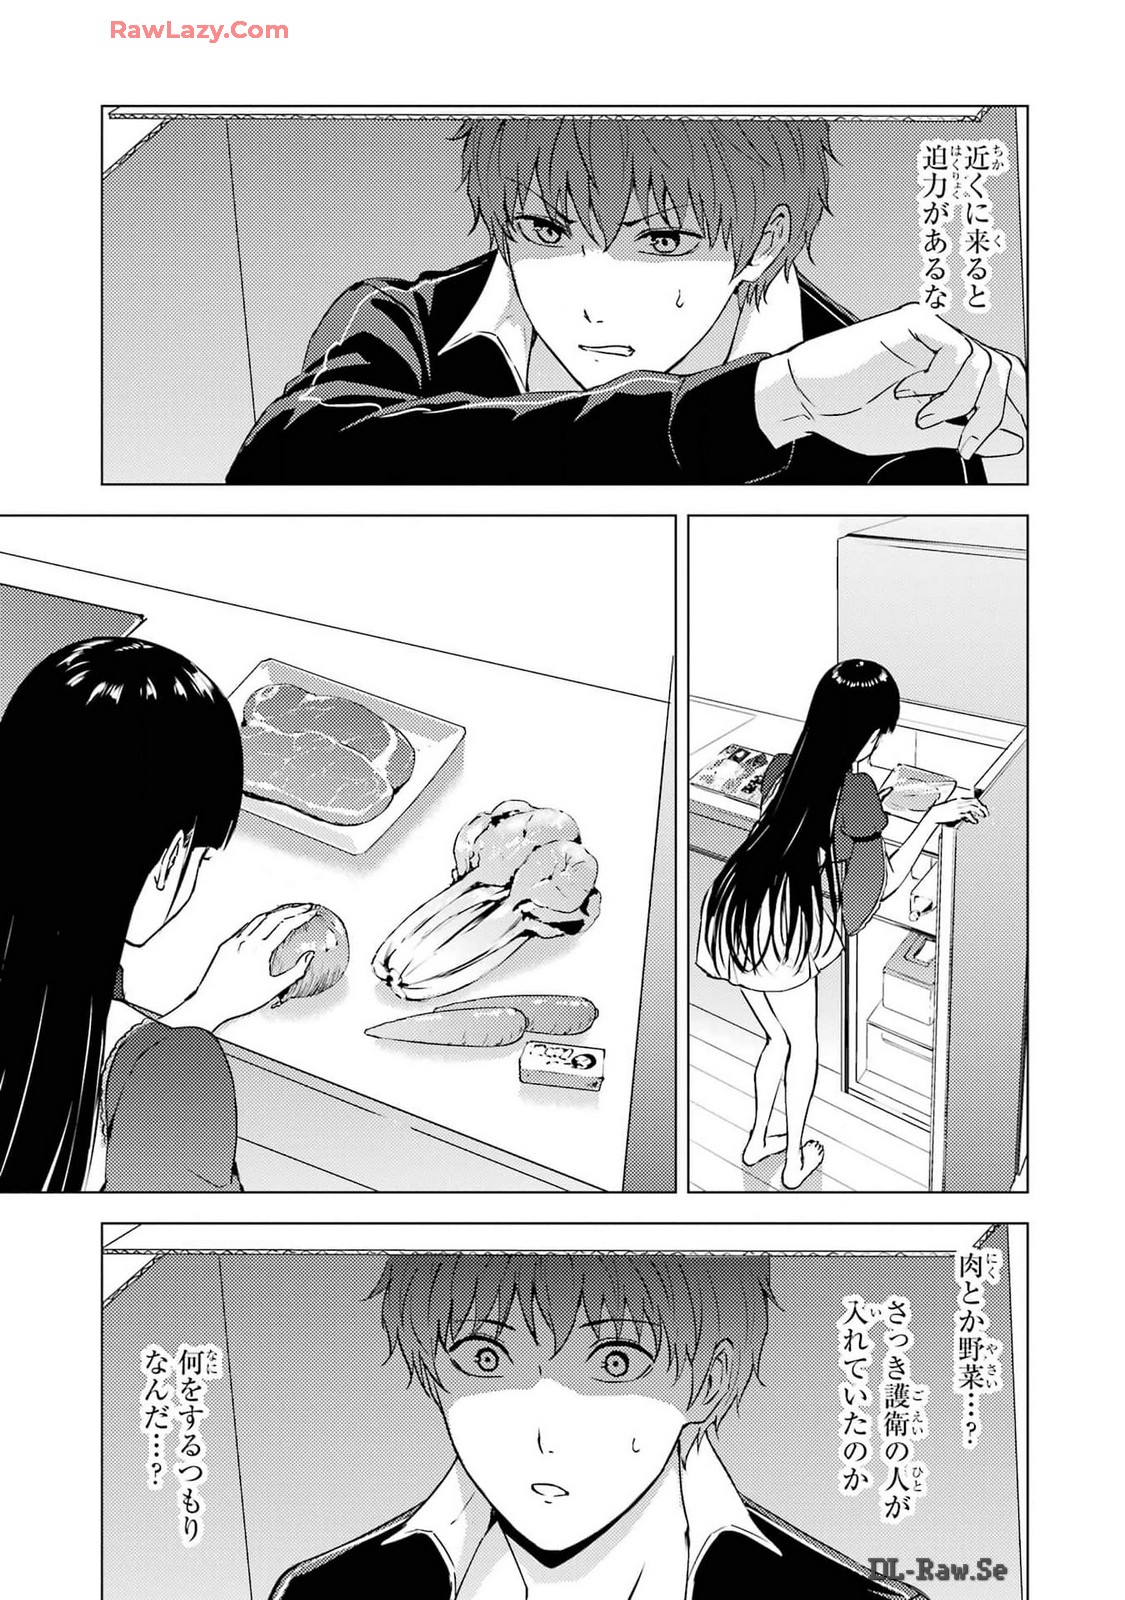 RawLazy.Com
近くに来ると
迫力があるな
肉とか野菜…?
さっき護衛の人が
入れていたのか
何をするつもり
なんだ…?
DL-Raw.Se